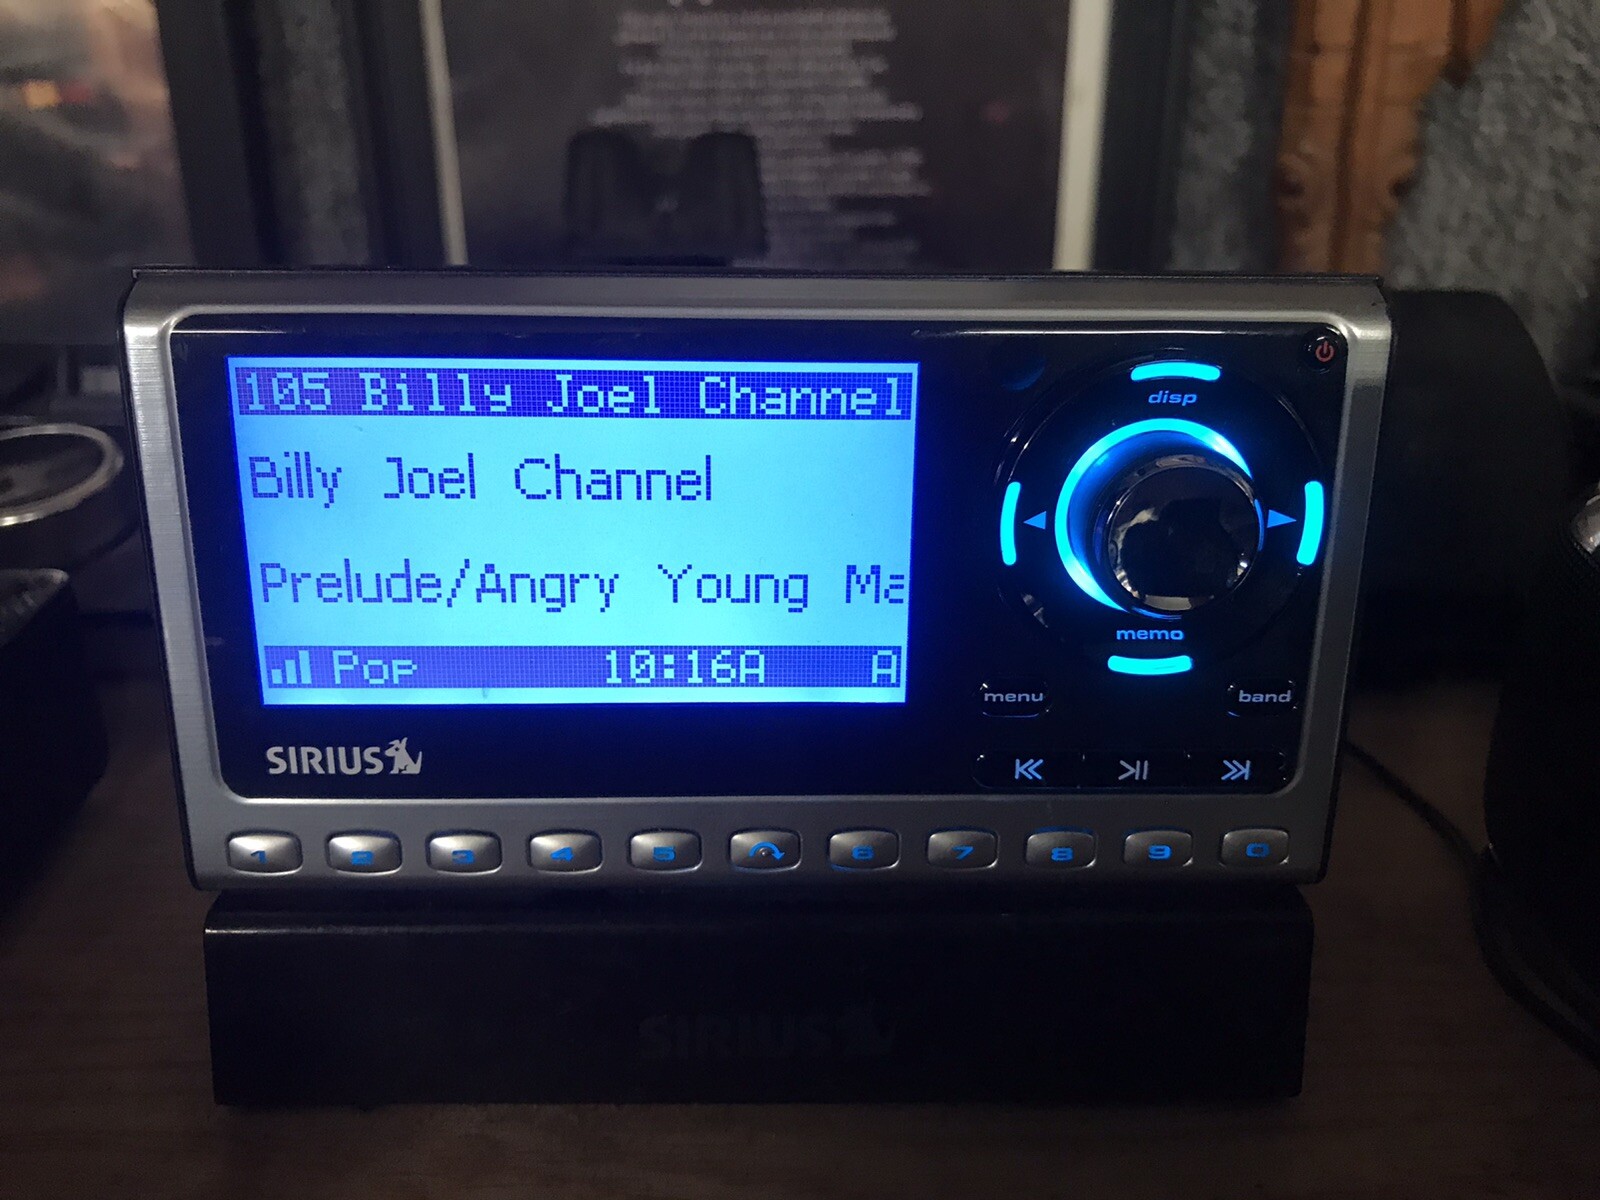 105 Billy Joel Channel
Billy Joel Channel
Prelude/Angry Young Ma
Pop 10:16A A
disp
memo
menu band
SIRIUS
1 2 3 4 5 6 7 8 9 0
SIRIUS